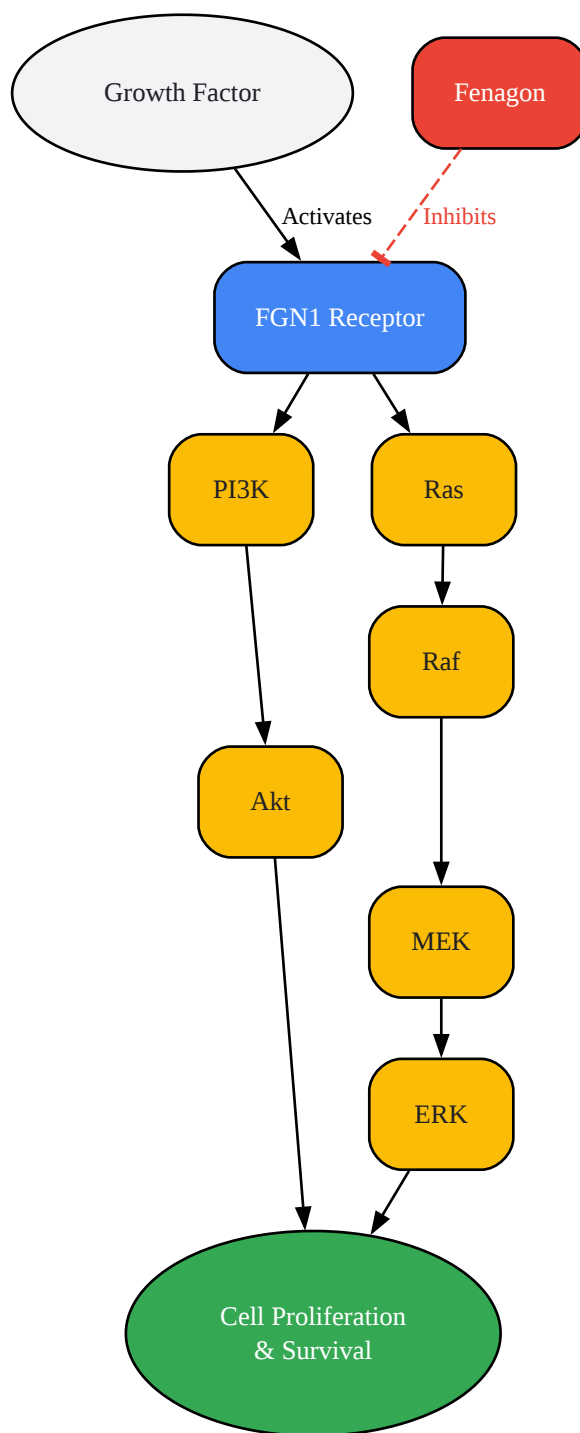 Growth Factor
Fenagon
Activates
Inhibits
FGN1 Receptor
PI3K
Ras
Raf
Akt
MEK
ERK
Cell Proliferation
& Survival